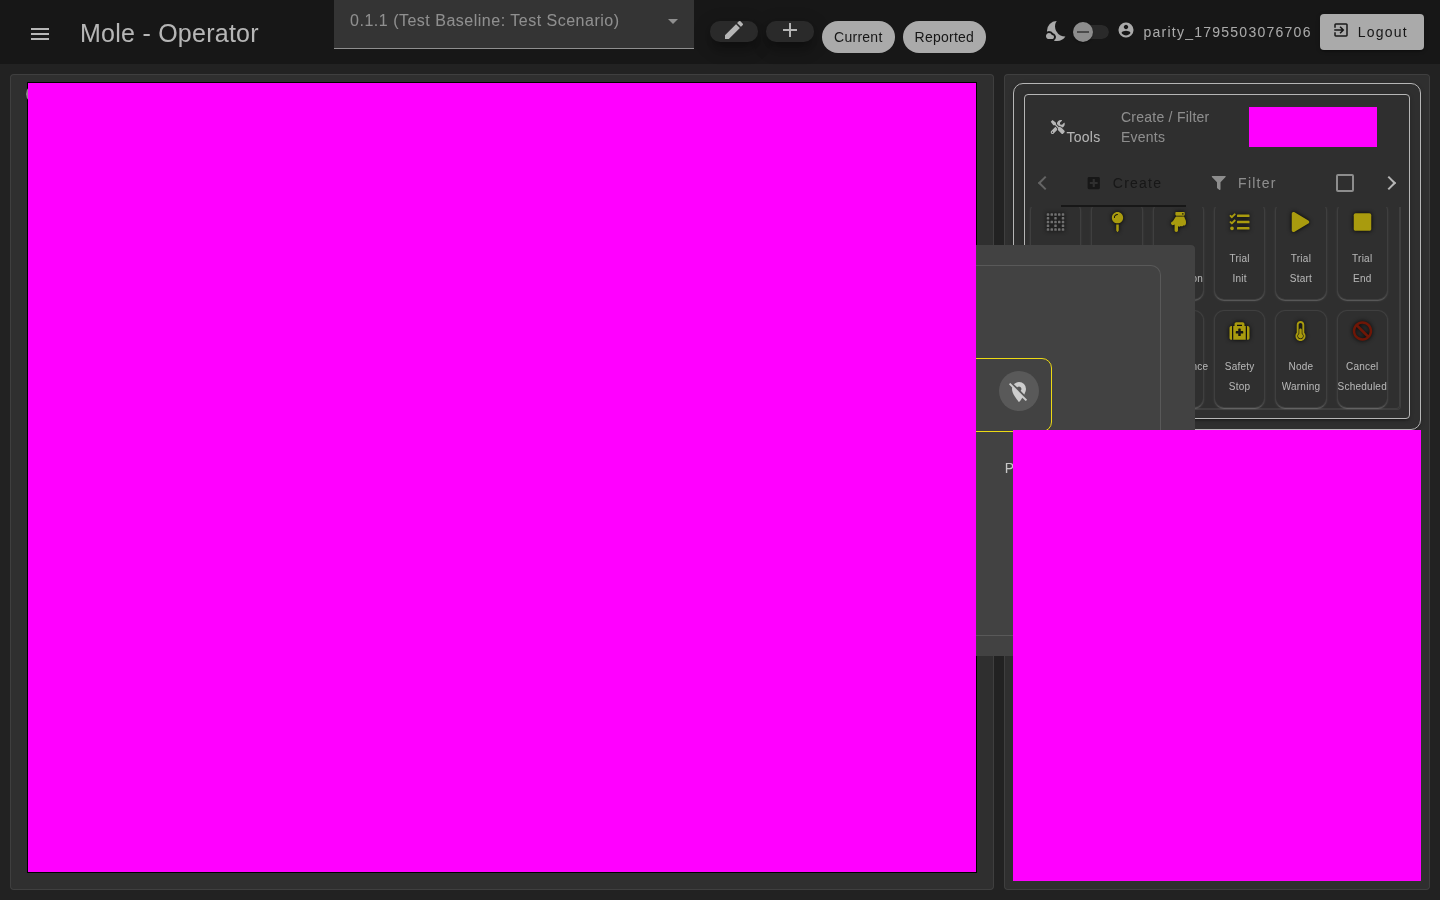 Mole - Operator
0.1.1 (Test Baseline: Test Scenario)
Current
Reported
parity_1795503076706
Logout
Tools
Create / Filter
Events
Create
Filter
Trial
Init
Trial
Start
Trial
End
Safety
Stop
Node
Warning
Cancel
Scheduled